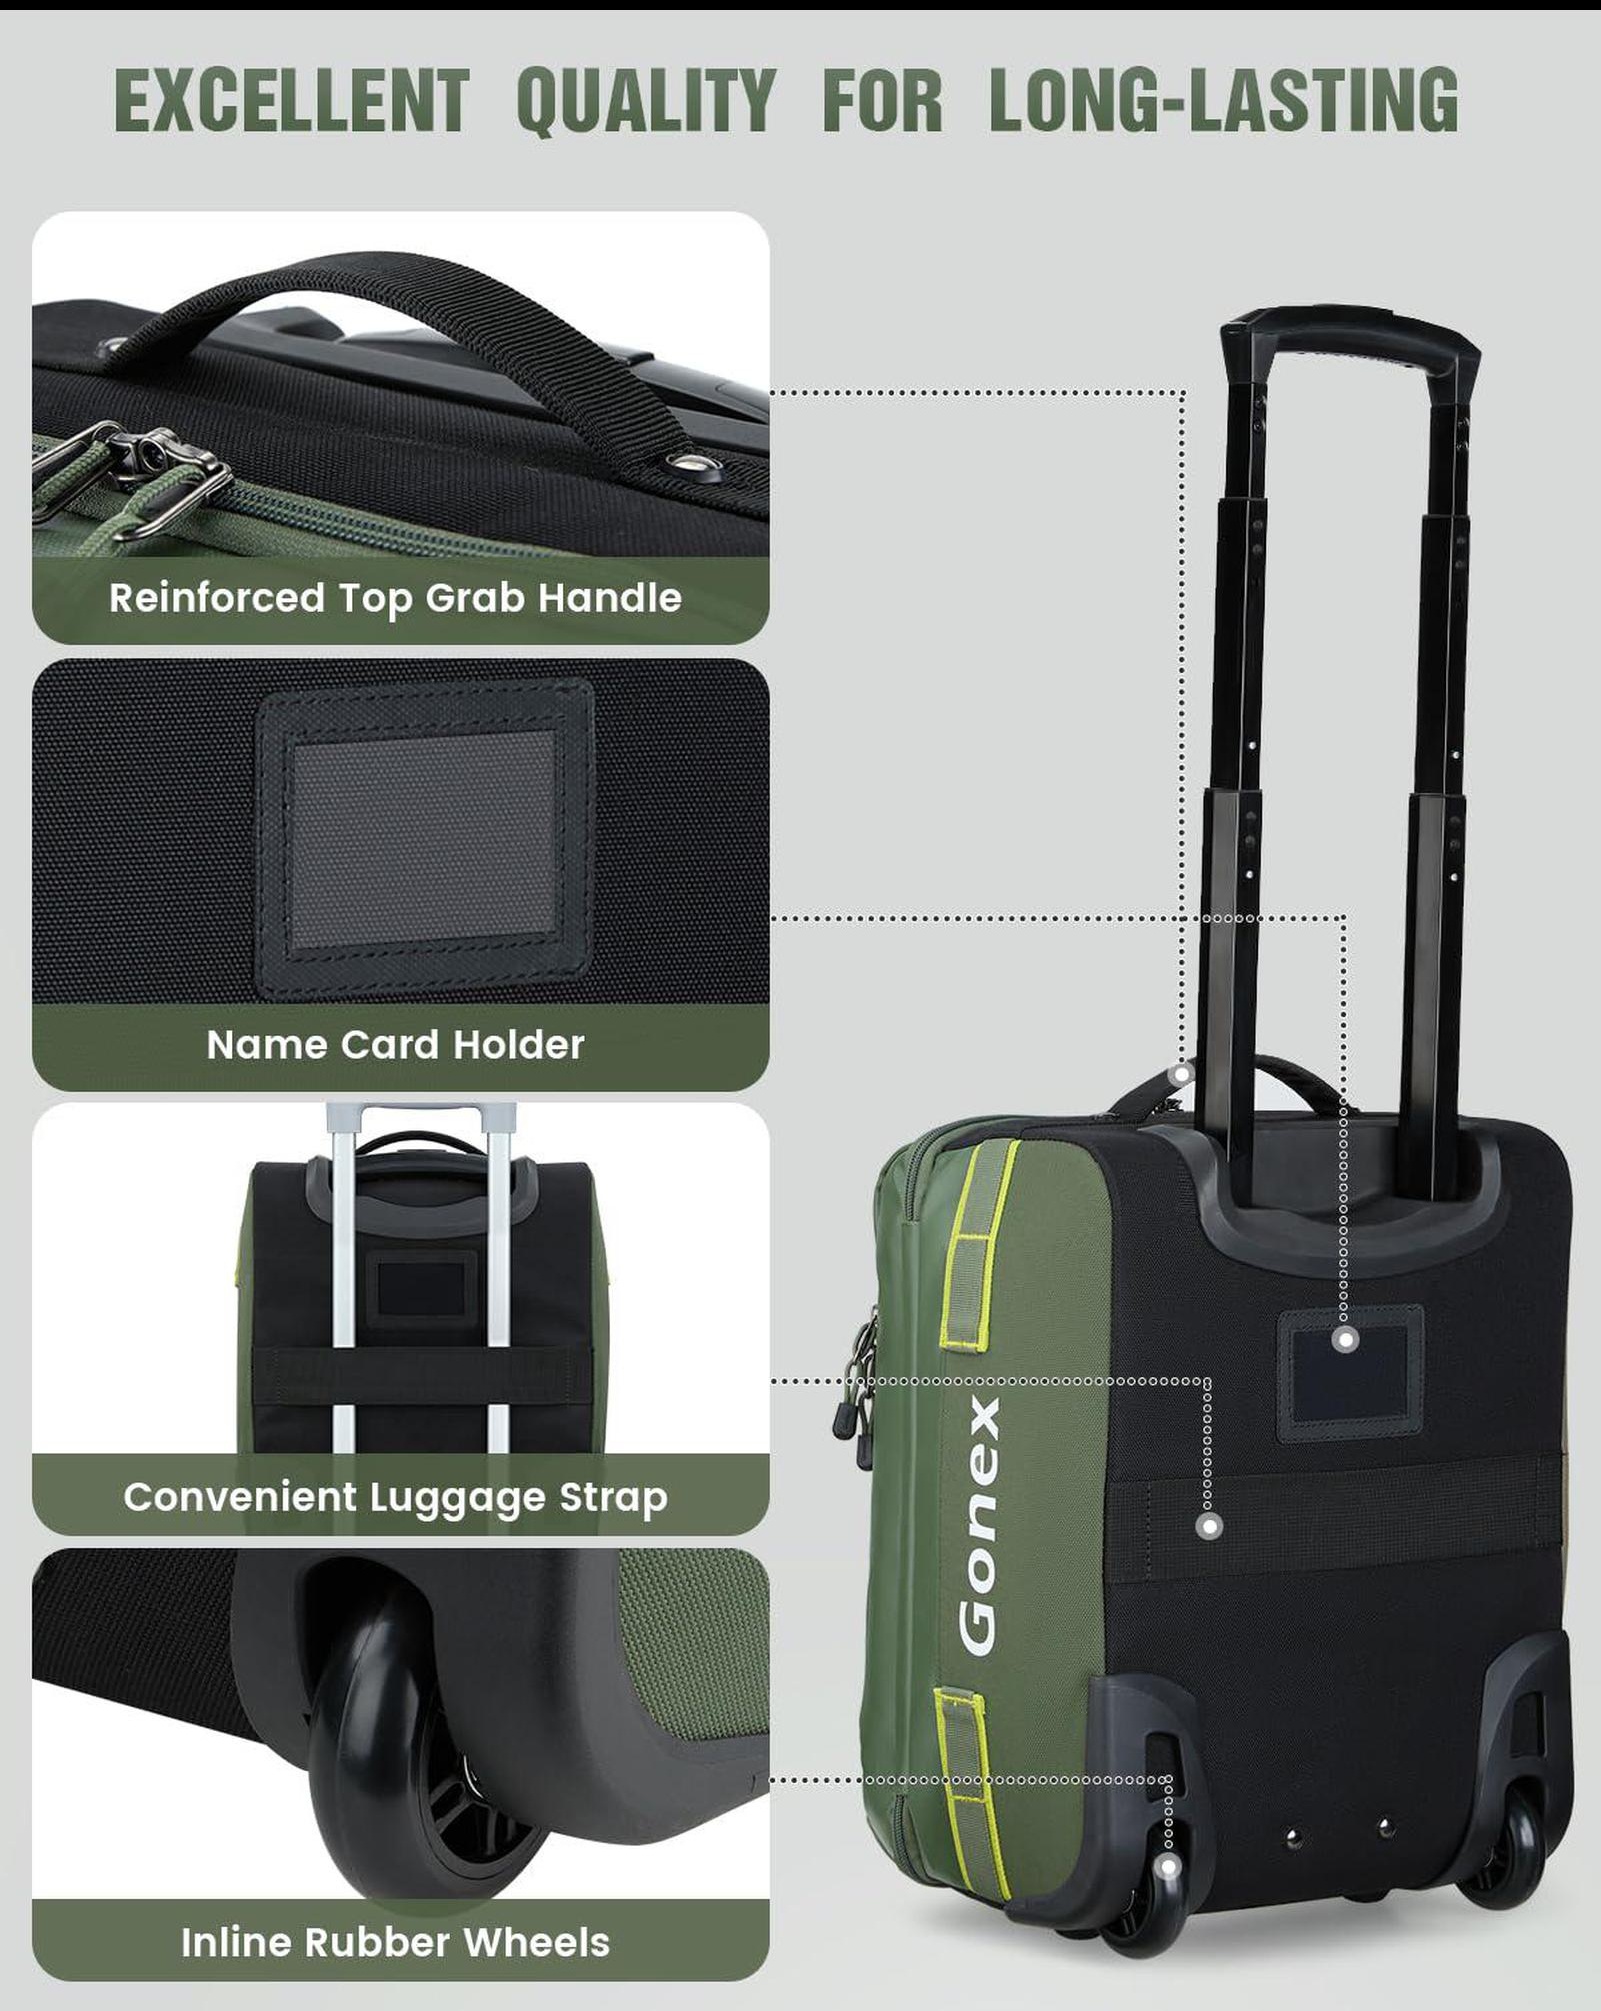 EXCELLENT QUALITY FOR LONG-LASTING
Reinforced Top Grab Handle
Name Card Holder
Convenient Luggage Strap
Inline Rubber Wheels
Gonex